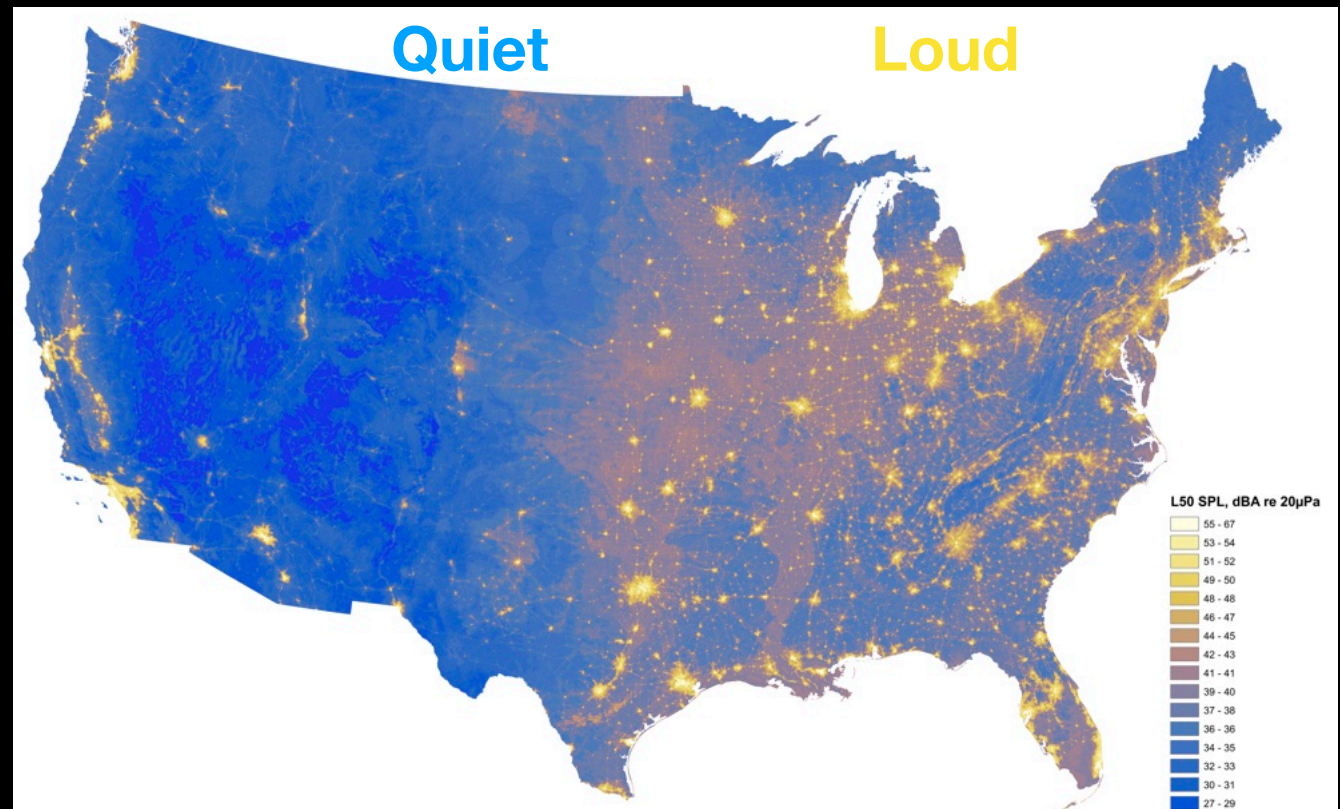 Quiet
Loud
L50 SPL, dBA re 20µPa
55 - 67
53 - 54
51 - 52
49 - 50
48 - 48
46 - 47
44 - 45
42 - 43
41 - 41
39 - 40
37 - 38
36 - 36
34 - 35
32 - 33
30 - 31
27 - 29